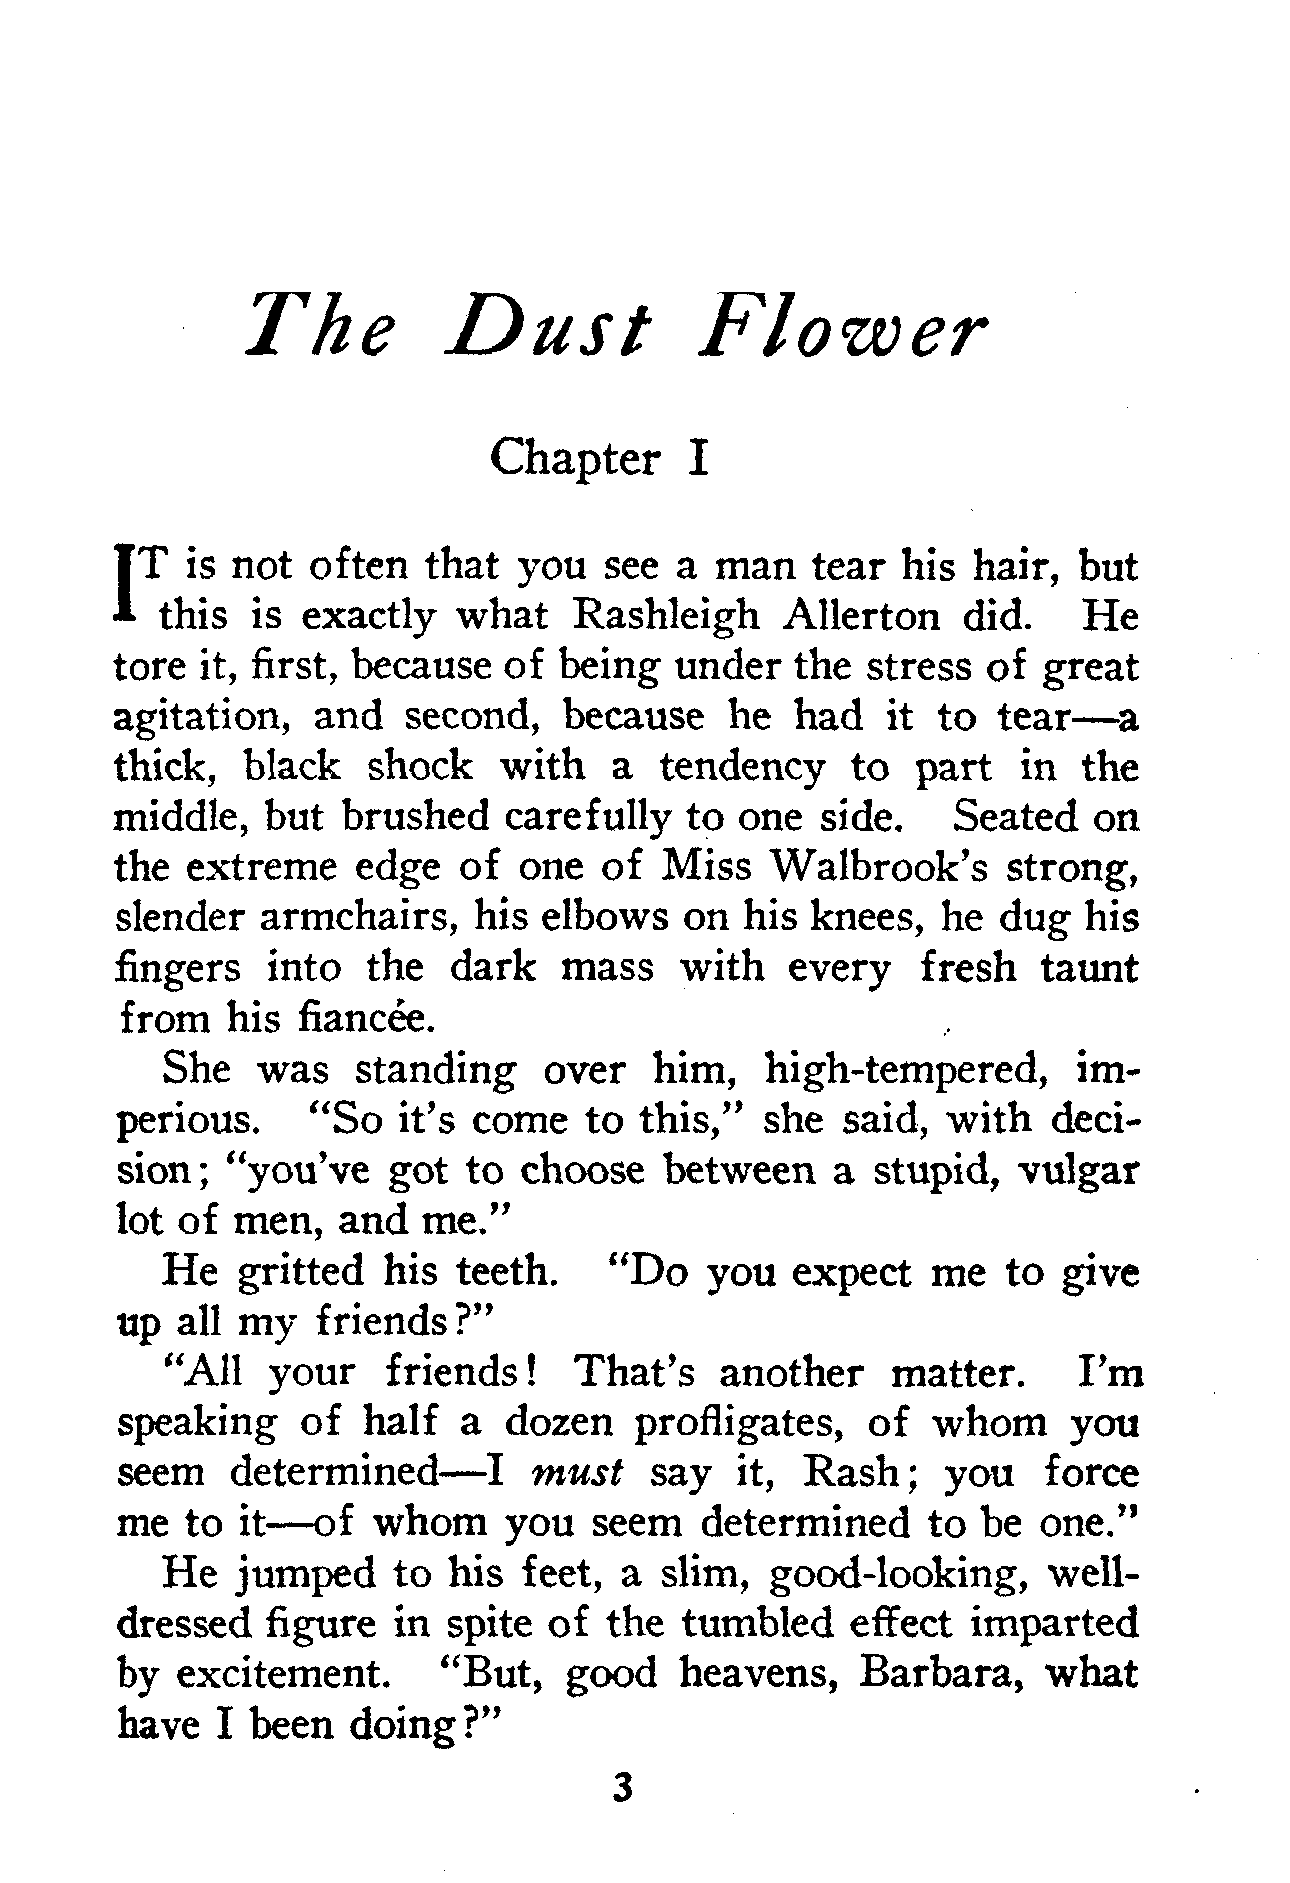 The Dust Flower
Chapter I
IT is not often that you see a man tear his hair, but
this is exactly what Rashleigh Allerton did. He
tore it, first, because of being under the stress of great
agitation, and second, because he had it to tear—a
thick, black shock with a tendency to part in the
middle, but brushed carefully to one side. Seated on
the extreme edge of one of Miss Walbrook's strong,
slender armchairs, his elbows on his knees, he dug his
fingers into the dark mass with every fresh taunt
from his fiancée.
She was standing over him, high-tempered, im-
perious. "So it's come to this," she said, with deci-
sion; "you've got to choose between a stupid, vulgar
lot of men, and me."
He gritted his teeth. "Do you expect me to give
up all my friends?"
"All your friends! That's another matter. I'm
speaking of half a dozen profligates, of whom you
seem determined—I must say it, Rash; you force
me to it—of whom you seem determined to be one."
He jumped to his feet, a slim, good-looking, well-
dressed figure in spite of the tumbled effect imparted
by excitement. "But, good heavens, Barbara, what
have I been doing?"
3